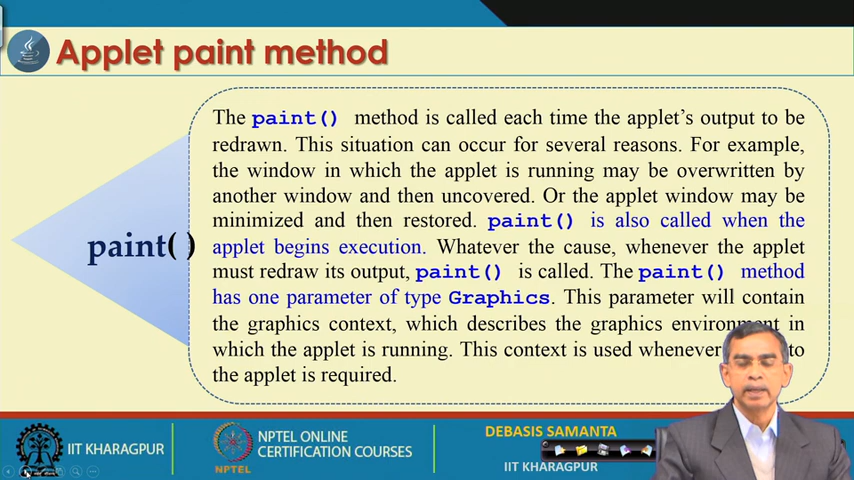 Applet paint method
The paint() method is called each time the applet's output to be
redrawn. This situation can occur for several reasons. For example,
the window in which the applet is running may be overwritten by
another window and then uncovered. Or the applet window may be
minimized and then restored. paint() is also called when the
applet begins execution. Whatever the cause, whenever the applet
must redraw its output, paint() is called. The paint() method
has one parameter of type Graphics. This parameter will contain
the graphics context, which describes the graphics environment in
which the applet is running. This context is used whenever to
the applet is required.
paint( )
IIT KHARAGPUR
NPTEL
NPTEL ONLINE
CERTIFICATION COURSES
DEBASIS SAMANTA
IIT KHARAGPUR